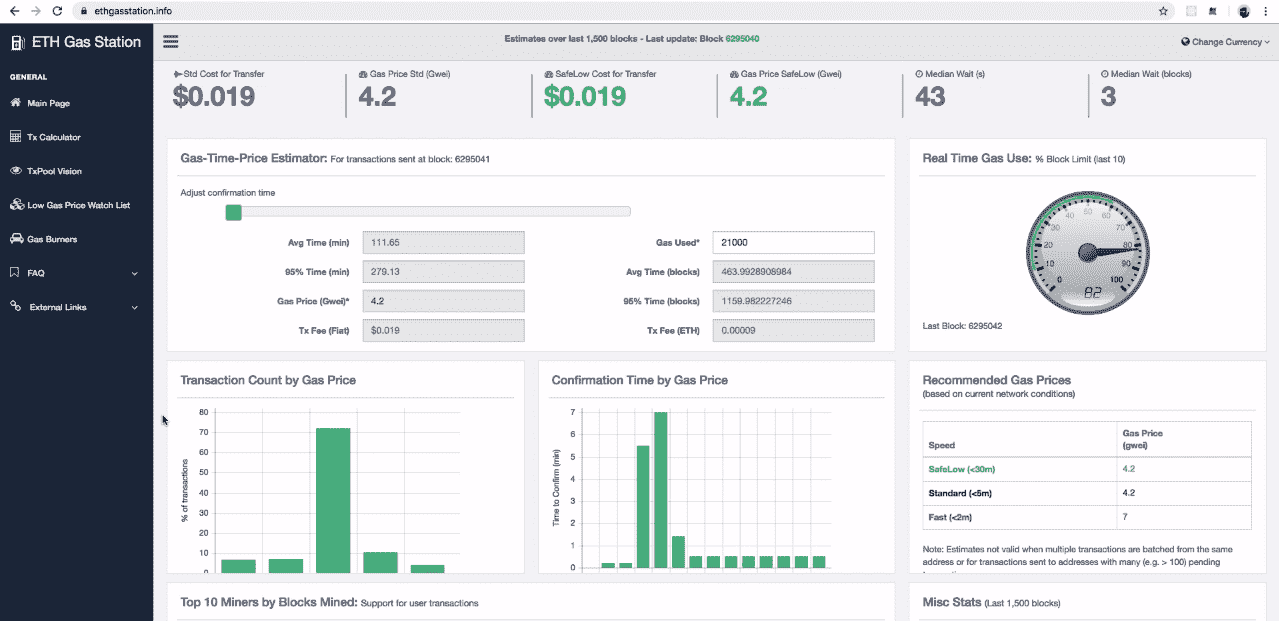 ethgasstation.info
ETH Gas Station
Estimates over last 1,500 blocks - Last update: Block 6295040
Change Currency
GENERAL
Main Page
Tx Calculator
TxPool Vision
Low Gas Price Watch List
Gas Burners
FAQ
External Links
Std Cost for Transfer
$0.019
Gas Price Std (Gwei)
4.2
SafeLow Cost for Transfer
$0.019
Gas Price SafeLow (Gwei)
4.2
Median Wait (s)
43
Median Wait (blocks)
3
Gas-Time-Price Estimator: For transactions sent at block: 6295041
Adjust confirmation time
Avg Time (min) 111.65
Gas Used* 21000
95% Time (min) 279.13
Avg Time (blocks) 463.9928908984
Gas Price (Gwei)* 4.2
95% Time (blocks) 1159.982227246
Tx Fee (Fiat) $0.019
Tx Fee (ETH) 0.00009
Real Time Gas Use: % Block Limit (last 10)
0 10 20 30 40 50 60 70 80 90 100
82
Last Block: 6295042
Transaction Count by Gas Price
% of transactions
80
70
60
50
40
30
20
10
0
Confirmation Time by Gas Price
Time to Confirm (min)
7
6
5
4
3
2
1
0
Recommended Gas Prices
(based on current network conditions)
Speed Gas Price
(gwei)
SafeLow (<30m) 4.2
Standard (<5m) 4.2
Fast (<2m) 7
Note: Estimates not valid when multiple transactions are batched from the same
address or for transactions sent to addresses with many (e.g. > 100) pending
Top 10 Miners by Blocks Mined: Support for user transactions
Misc Stats (Last 1,500 blocks)